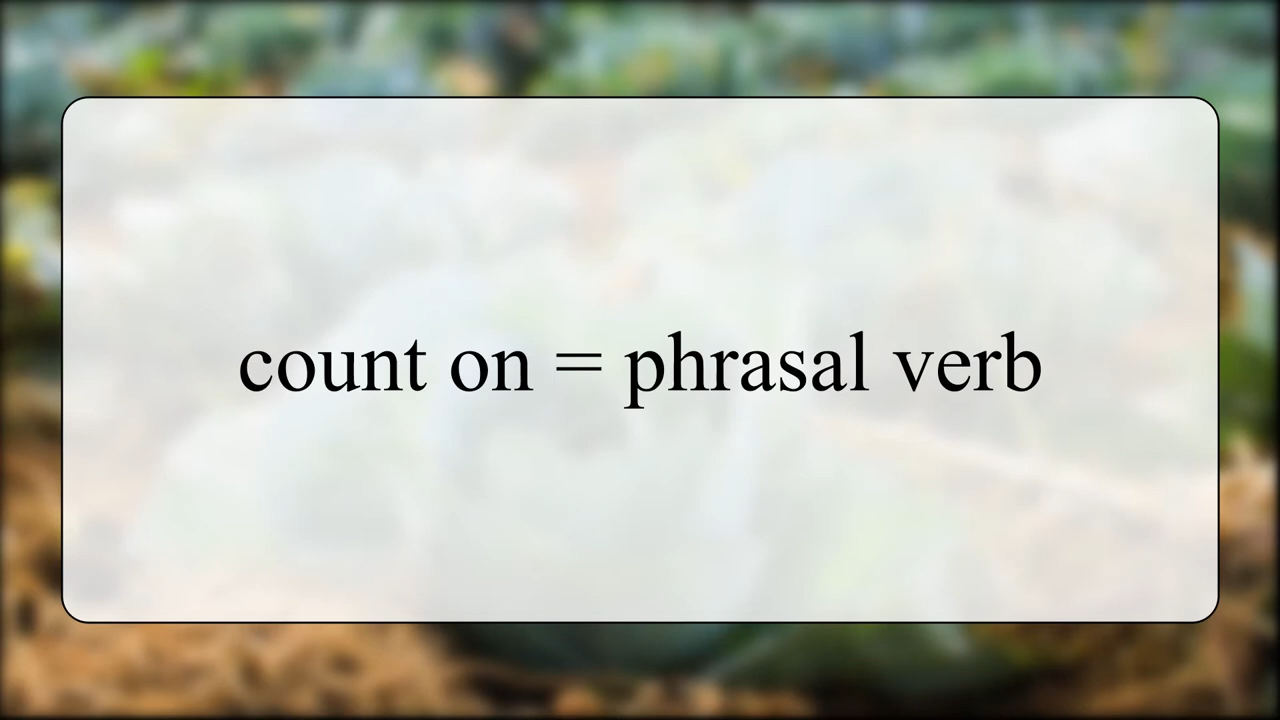 count on = phrasal verb